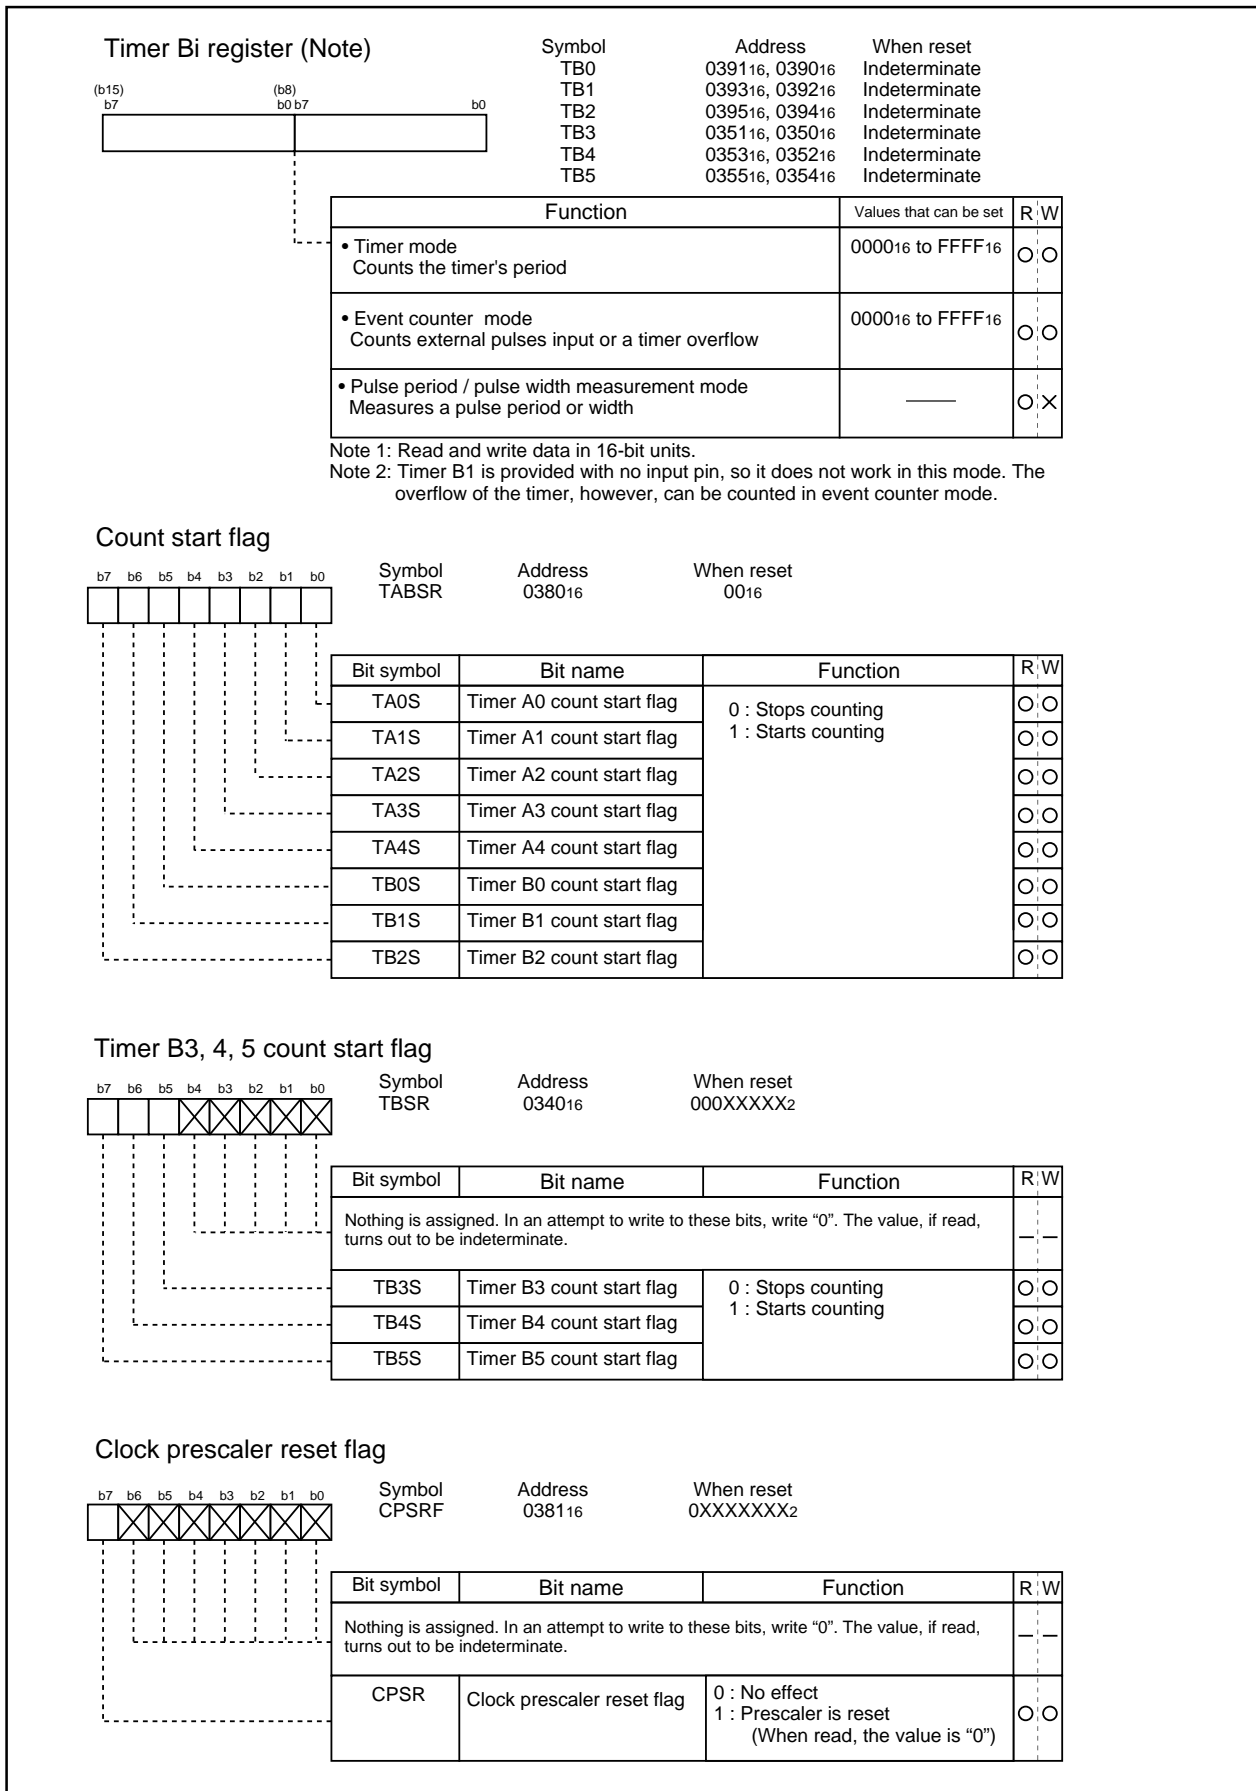 Timer Bi register (Note)
Symbol Address When reset
TB0 039116, 039016 Indeterminate
TB1 039316, 039216 Indeterminate
TB2 039516, 039416 Indeterminate
TB3 035116, 035016 Indeterminate
TB4 035316, 035216 Indeterminate
TB5 035516, 035416 Indeterminate
(b15) (b8)
b7 b0 b7 b0
Function Values that can be set R W
• Timer mode 000016 to FFFF16
Counts the timer's period
• Event counter mode 000016 to FFFF16
Counts external pulses input or a timer overflow
• Pulse period / pulse width measurement mode
Measures a pulse period or width
Note 1: Read and write data in 16-bit units.
Note 2: Timer B1 is provided with no input pin, so it does not work in this mode. The
overflow of the timer, however, can be counted in event counter mode.
Count start flag
b7 b6 b5 b4 b3 b2 b1 b0
Symbol Address When reset
TABSR 038016 0016
Bit symbol Bit name Function R W
TA0S Timer A0 count start flag 0 : Stops counting
1 : Starts counting
TA1S Timer A1 count start flag
TA2S Timer A2 count start flag
TA3S Timer A3 count start flag
TA4S Timer A4 count start flag
TB0S Timer B0 count start flag
TB1S Timer B1 count start flag
TB2S Timer B2 count start flag
Timer B3, 4, 5 count start flag
b7 b6 b5 b4 b3 b2 b1 b0
Symbol Address When reset
TBSR 034016 000XXXXX2
Bit symbol Bit name Function R W
Nothing is assigned. In an attempt to write to these bits, write “0”. The value, if read,
turns out to be indeterminate.
TB3S Timer B3 count start flag 0 : Stops counting
1 : Starts counting
TB4S Timer B4 count start flag
TB5S Timer B5 count start flag
Clock prescaler reset flag
b7 b6 b5 b4 b3 b2 b1 b0
Symbol Address When reset
CPSRF 038116 0XXXXXXX2
Bit symbol Bit name Function R W
Nothing is assigned. In an attempt to write to these bits, write “0”. The value, if read,
turns out to be indeterminate.
CPSR Clock prescaler reset flag 0 : No effect
1 : Prescaler is reset
(When read, the value is “0”)